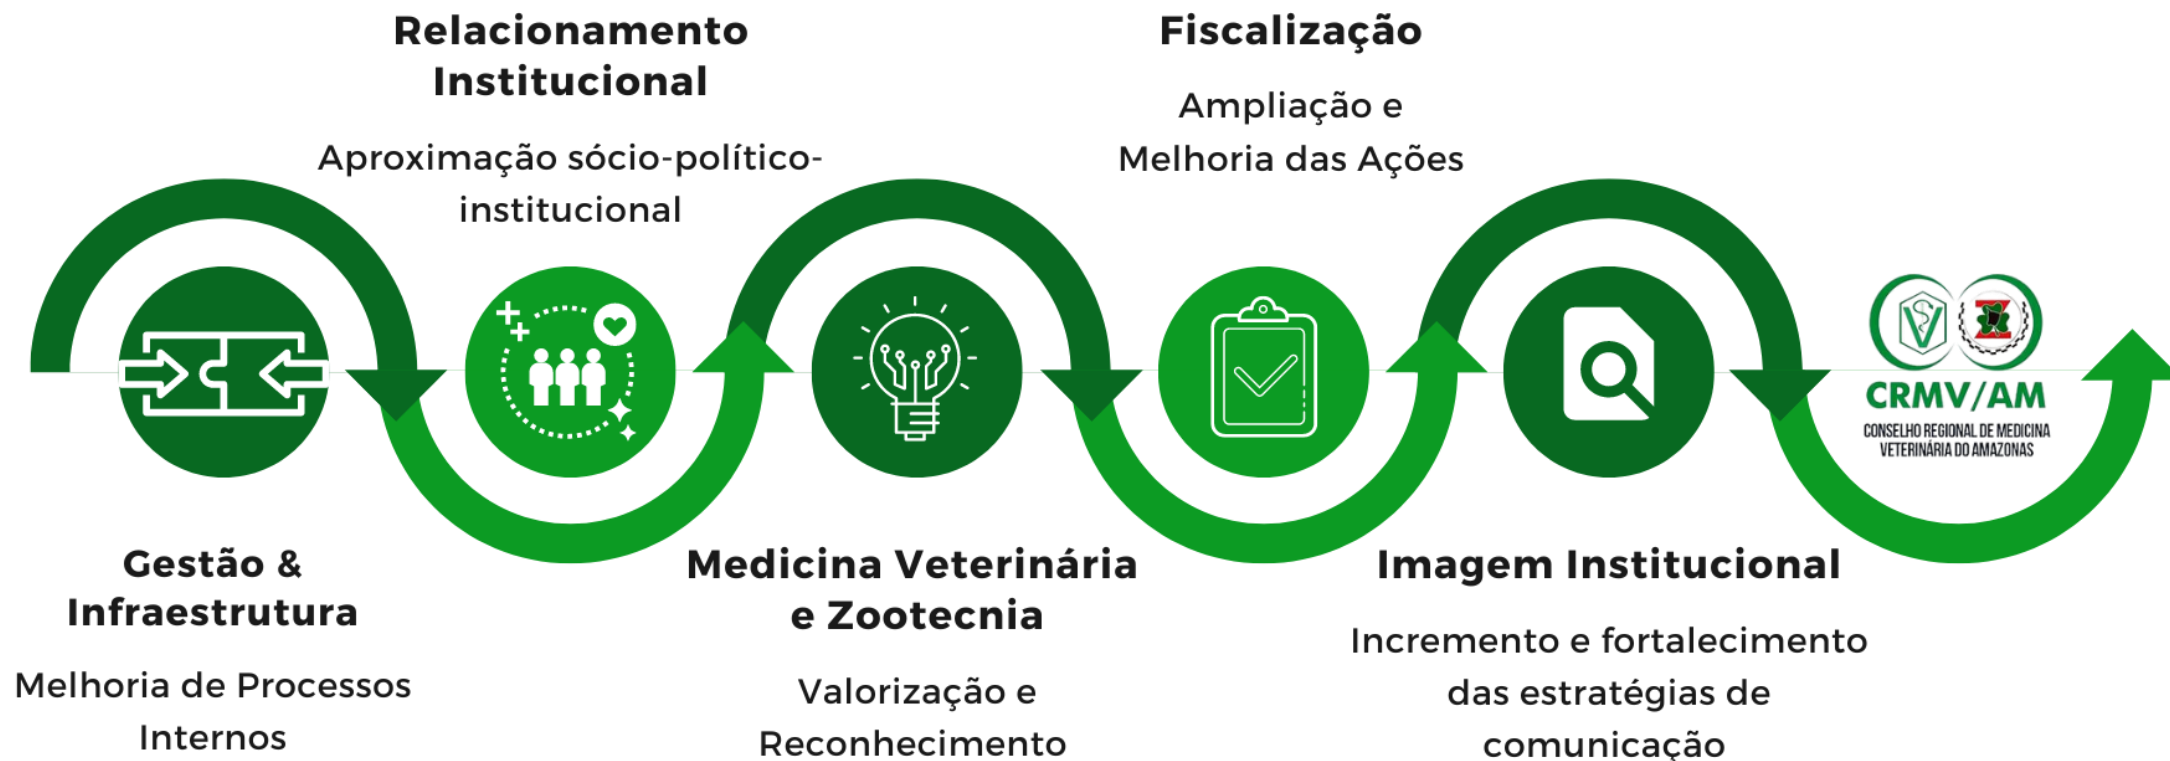 Relacionamento
Institucional
Aproximação sócio-político-
institucional
Fiscalização
Ampliação e
Melhoria das Ações
CRMV/AM
CONSELHO REGIONAL DE MEDICINA
VETERINÁRIA DO AMAZONAS
Gestão &
Infraestrutura
Melhoria de Processos
Internos
Medicina Veterinária
e Zootecnia
Valorização e
Reconhecimento
Imagem Institucional
Incremento e fortalecimento
das estratégias de
comunicação